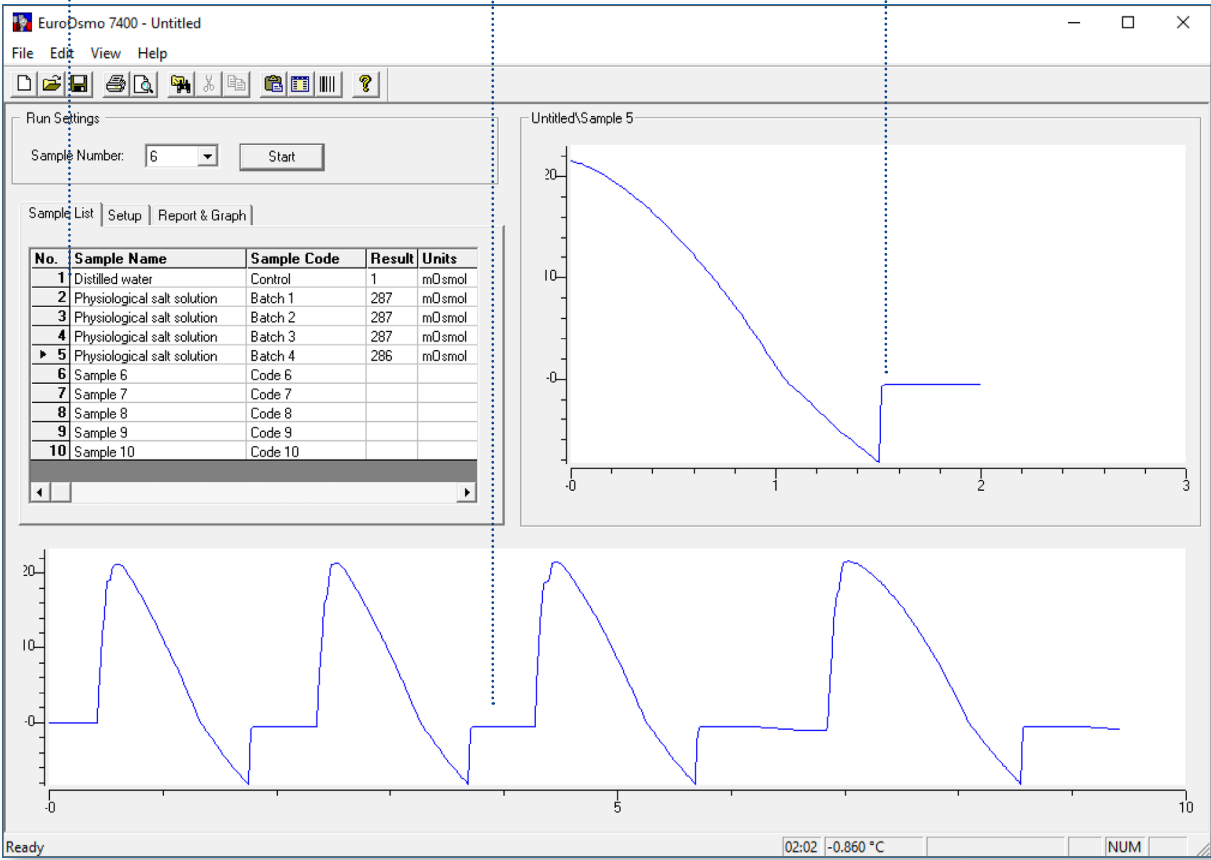 EuroOsmo 7400 - Untitled
File Edit View Help
Run Settings
Sample Number: 6 Start
Sample List Setup Report & Graph
No. Sample Name Sample Code Result Units
1 Distilled water Control 1 mOsmol
2 Physiological salt solution Batch 1 287 mOsmol
3 Physiological salt solution Batch 2 287 mOsmol
4 Physiological salt solution Batch 3 287 mOsmol
5 Physiological salt solution Batch 4 286 mOsmol
6 Sample 6 Code 6
7 Sample 7 Code 7
8 Sample 8 Code 8
9 Sample 9 Code 9
10 Sample 10 Code 10
Untitled\Sample 5
20
10
-0
-0 1 2 3
20
10
-0
-0 5 10
Ready 02:02 -0.860 °C NUM